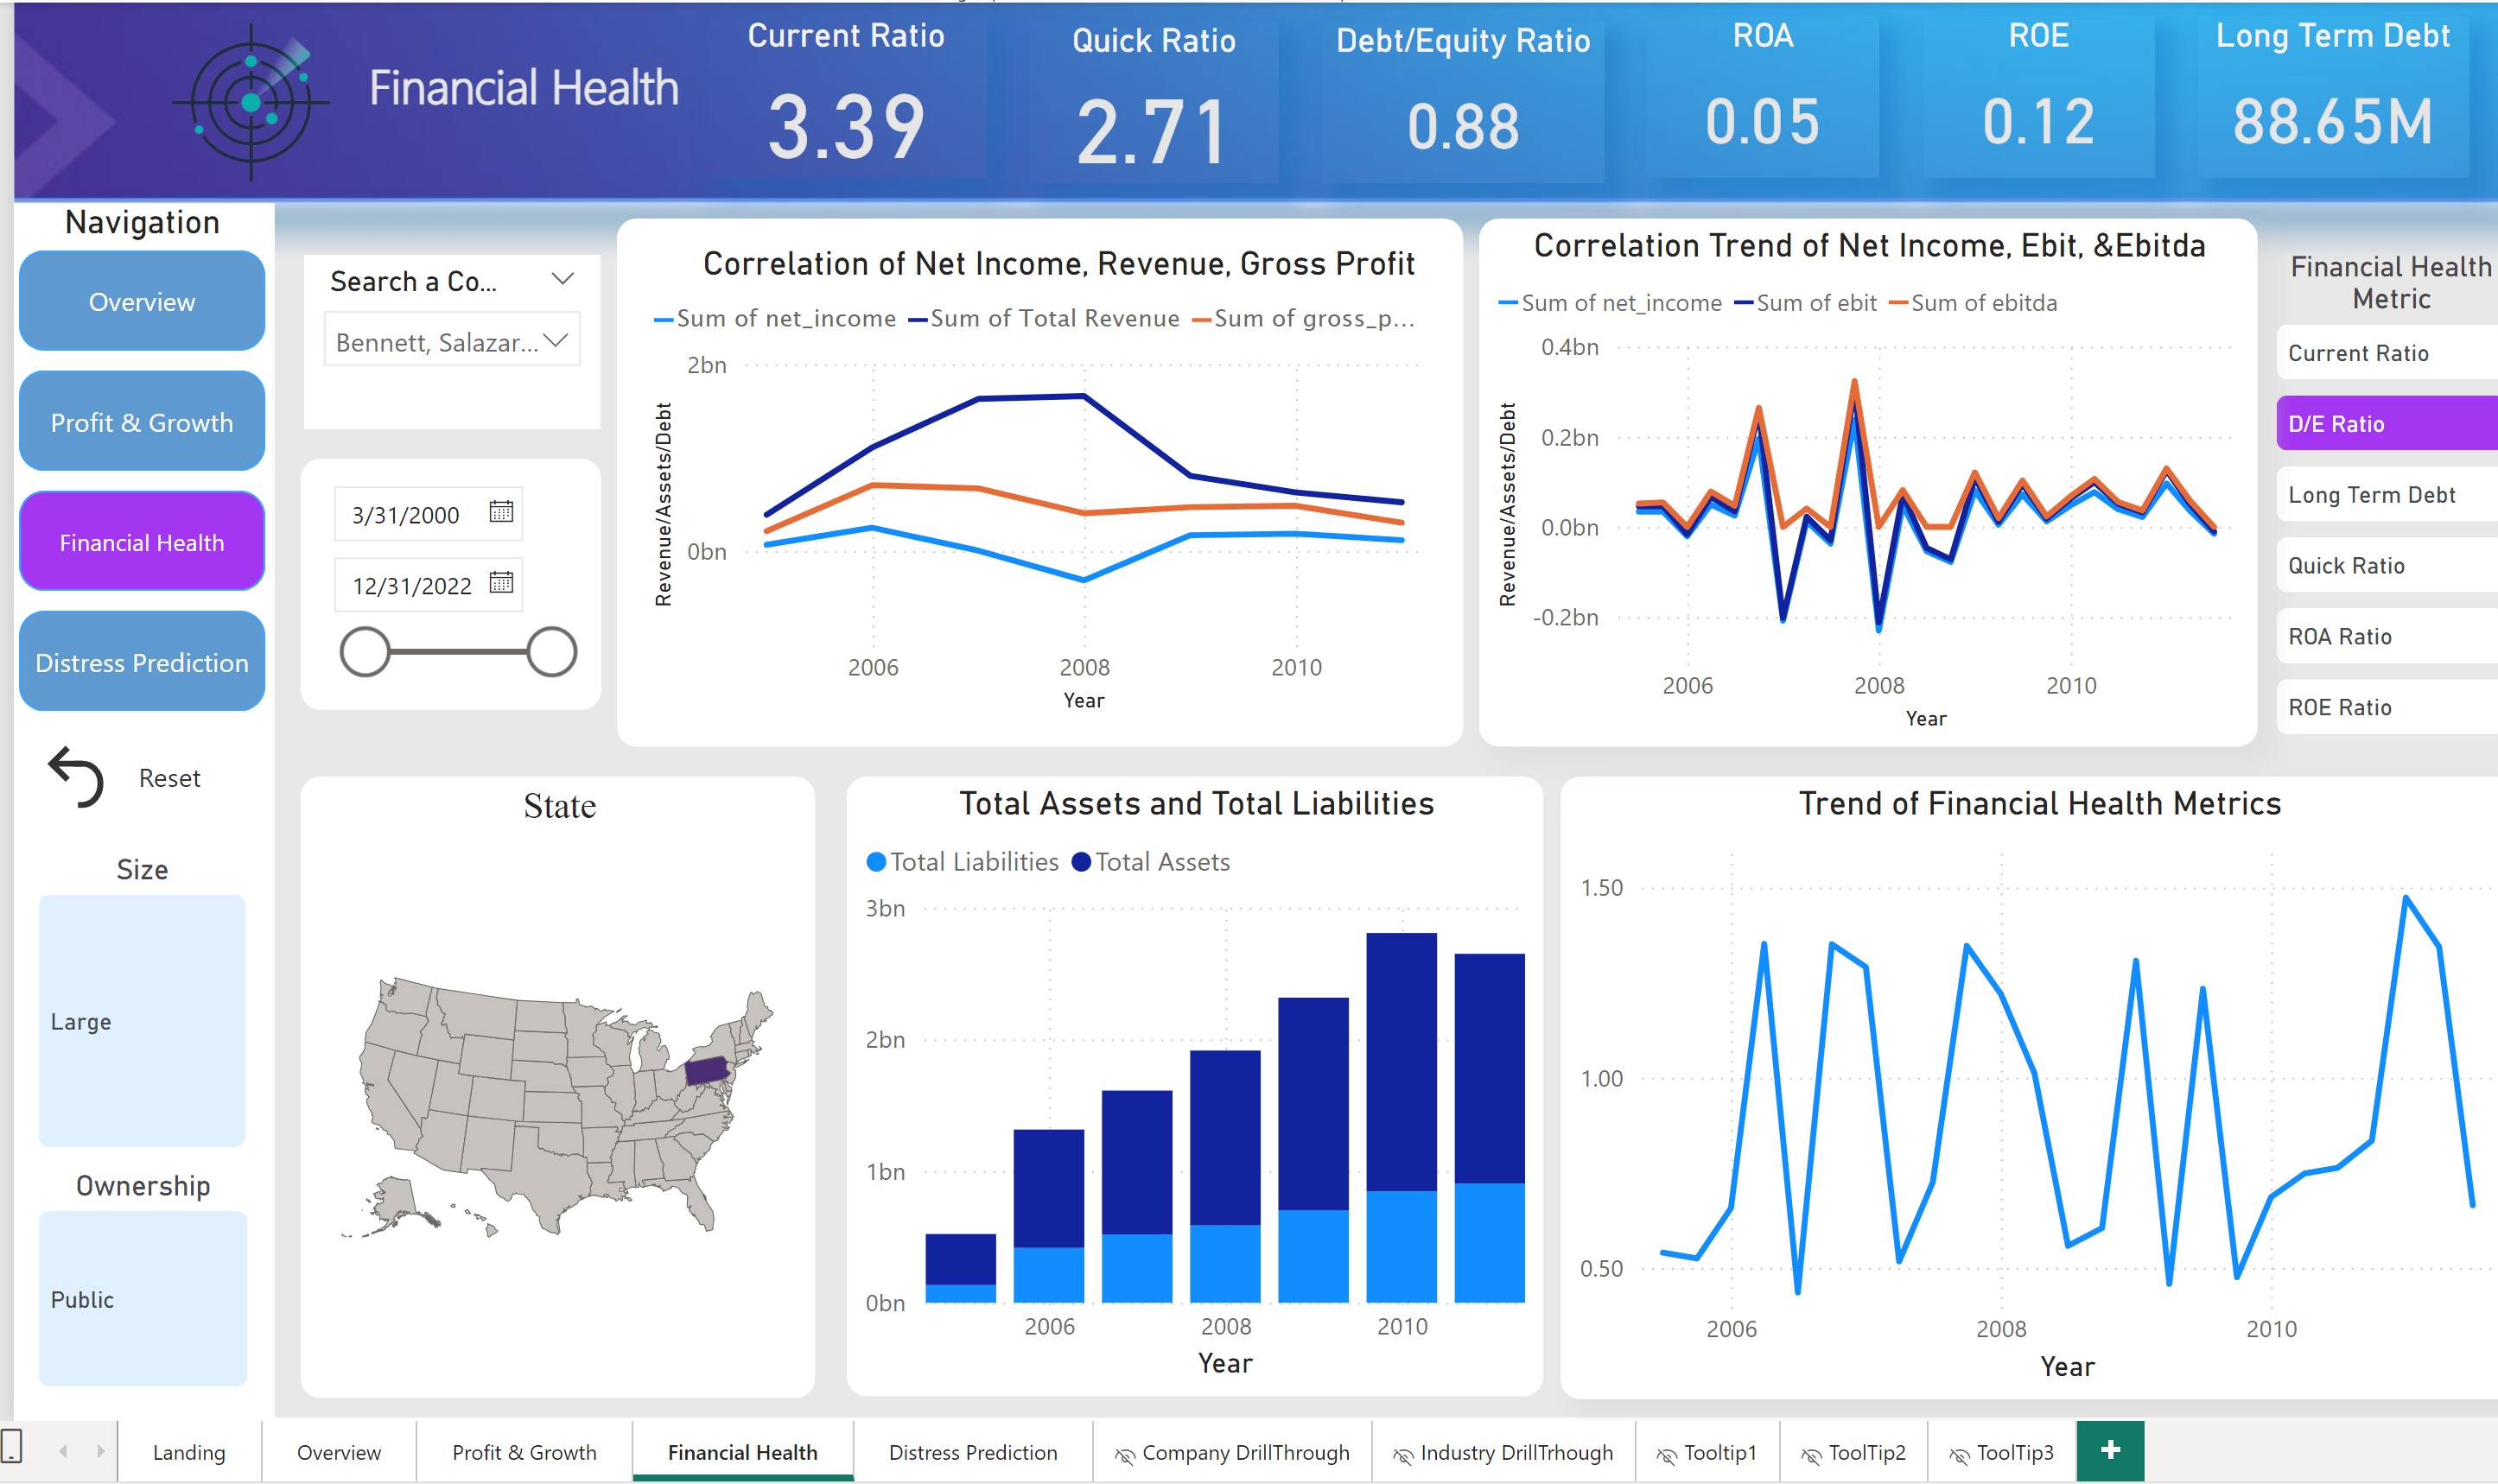 Financial Health
Current Ratio
3.39
Quick Ratio
2.71
Debt/Equity Ratio
0.88
ROA
0.05
ROE
0.12
Long Term Debt
88.65M
Navigation
Overview
Profit & Growth
Financial Health
Distress Prediction
Reset
Size
Large
Ownership
Public
Search a Co...
Bennett, Salazar...
3/31/2000
12/31/2022
Correlation of Net Income, Revenue, Gross Profit
Sum of net_income Sum of Total Revenue Sum of gross_p...
Revenue/Assets/Debt
2bn
0bn
2006 2008 2010
Year
Correlation Trend of Net Income, Ebit, &Ebitda
Sum of net_income Sum of ebit Sum of ebitda
Revenue/Assets/Debt
0.4bn
0.2bn
0.0bn
-0.2bn
2006 2008 2010
Year
Financial Health
Metric
Current Ratio
D/E Ratio
Long Term Debt
Quick Ratio
ROA Ratio
ROE Ratio
State
Total Assets and Total Liabilities
Total Liabilities Total Assets
3bn
2bn
1bn
0bn
2006 2008 2010
Year
Trend of Financial Health Metrics
1.50
1.00
0.50
2006 2008 2010
Year
Landing Overview Profit & Growth Financial Health Distress Prediction Company DrillThrough Industry DrillTrhough Tooltip1 ToolTip2 ToolTip3 +